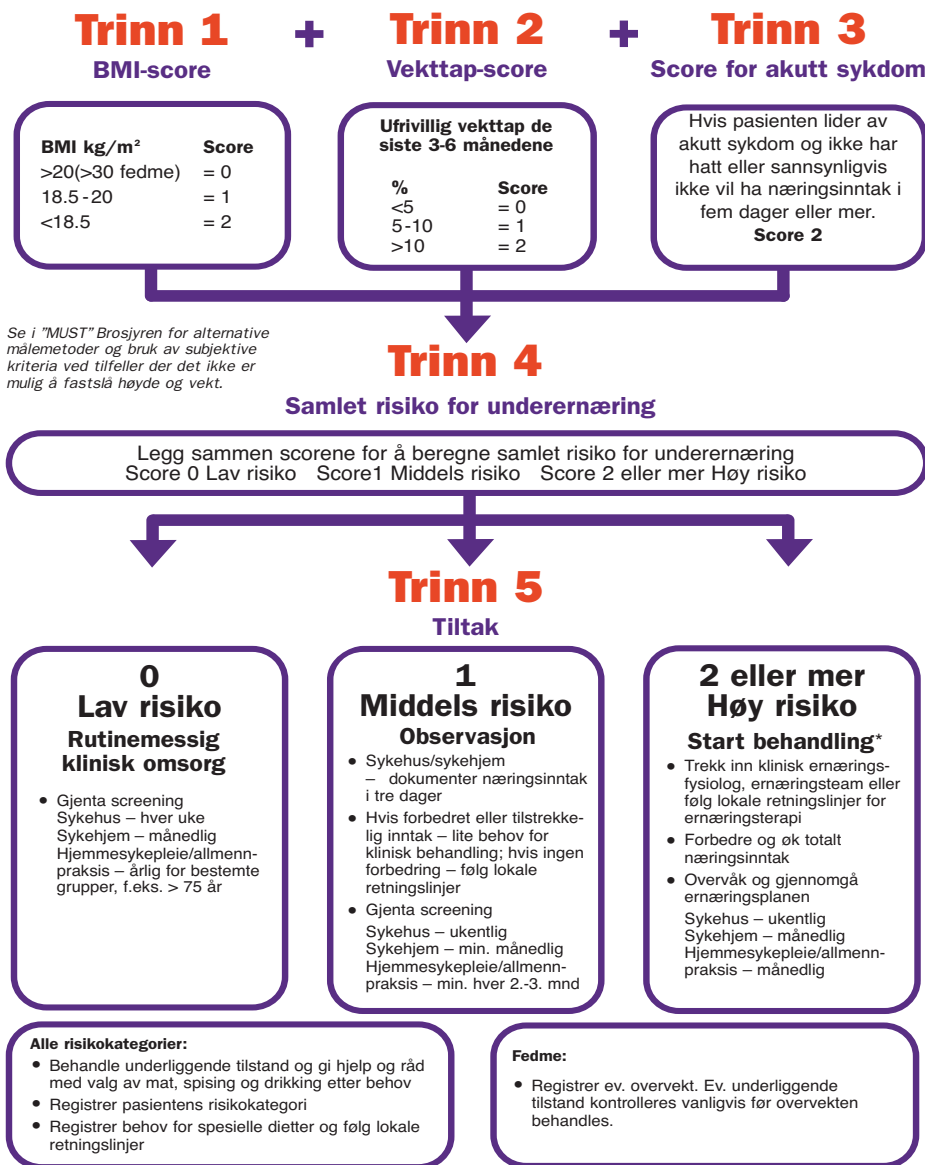 Trinn 1 + Trinn 2 + Trinn 3
BMI-score
Vekttap-score
Score for akutt sykdom
BMI kg/m² Score
>20(>30 fedme) = 0
18.5-20 = 1
<18.5 = 2
Ufrivillig vekttap de
siste 3-6 månedene
% Score
<5 = 0
5-10 = 1
>10 = 2
Hvis pasienten lider av
akutt sykdom og ikke har
hatt eller sannsynligvis
ikke vil ha næringsinntak i
fem dager eller mer.
Score 2
Se i "MUST" Brosjyren for alternative
målemetoder og bruk av subjektive
kriteria ved tilfeller der det ikke er
mulig å fastslå høyde og vekt.
Trinn 4
Samlet risiko for underernæring
Legg sammen scorene for å beregne samlet risiko for underernæring
Score 0 Lav risiko Score1 Middels risiko Score 2 eller mer Høy risiko
Trinn 5
Tiltak
0
Lav risiko
Rutinemessig
klinisk omsorg
• Gjenta screening
Sykehus – hver uke
Sykehjem – månedlig
Hjemmesykepleie/allmenn-
praksis – årlig for bestemte
grupper, f.eks. > 75 år
1
Middels risiko
Observasjon
• Sykehus/sykehjem
– dokumenter næringsinntak
i tre dager
• Hvis forbedret eller tilstrekke-
lig inntak – lite behov for
klinisk behandling; hvis ingen
forbedring – følg lokale
retningslinjer
• Gjenta screening
Sykehus – ukentlig
Sykehjem – min. månedlig
Hjemmesykepleie/allmenn-
praksis – min. hver 2.-3. mnd
2 eller mer
Høy risiko
Start behandling*
• Trekk inn klinisk ernærings-
fysiolog, ernæringsteam eller
følg lokale retningslinjer for
ernæringsterapi
• Forbedre og øk totalt
næringsinntak
• Overvåk og gjennomgå
ernæringsplanen
Sykehus – ukentlig
Sykehjem – månedlig
Hjemmesykepleie/allmenn-
praksis – månedlig
Alle risikokategorier:
• Behandle underliggende tilstand og gi hjelp og råd
med valg av mat, spising og drikking etter behov
• Registrer pasientens risikokategori
• Registrer behov for spesielle dietter og følg lokale
retningslinjer
Fedme:
• Registrer ev. overvekt. Ev. underliggende
tilstand kontrolleres vanligvis før overvekten
behandles.